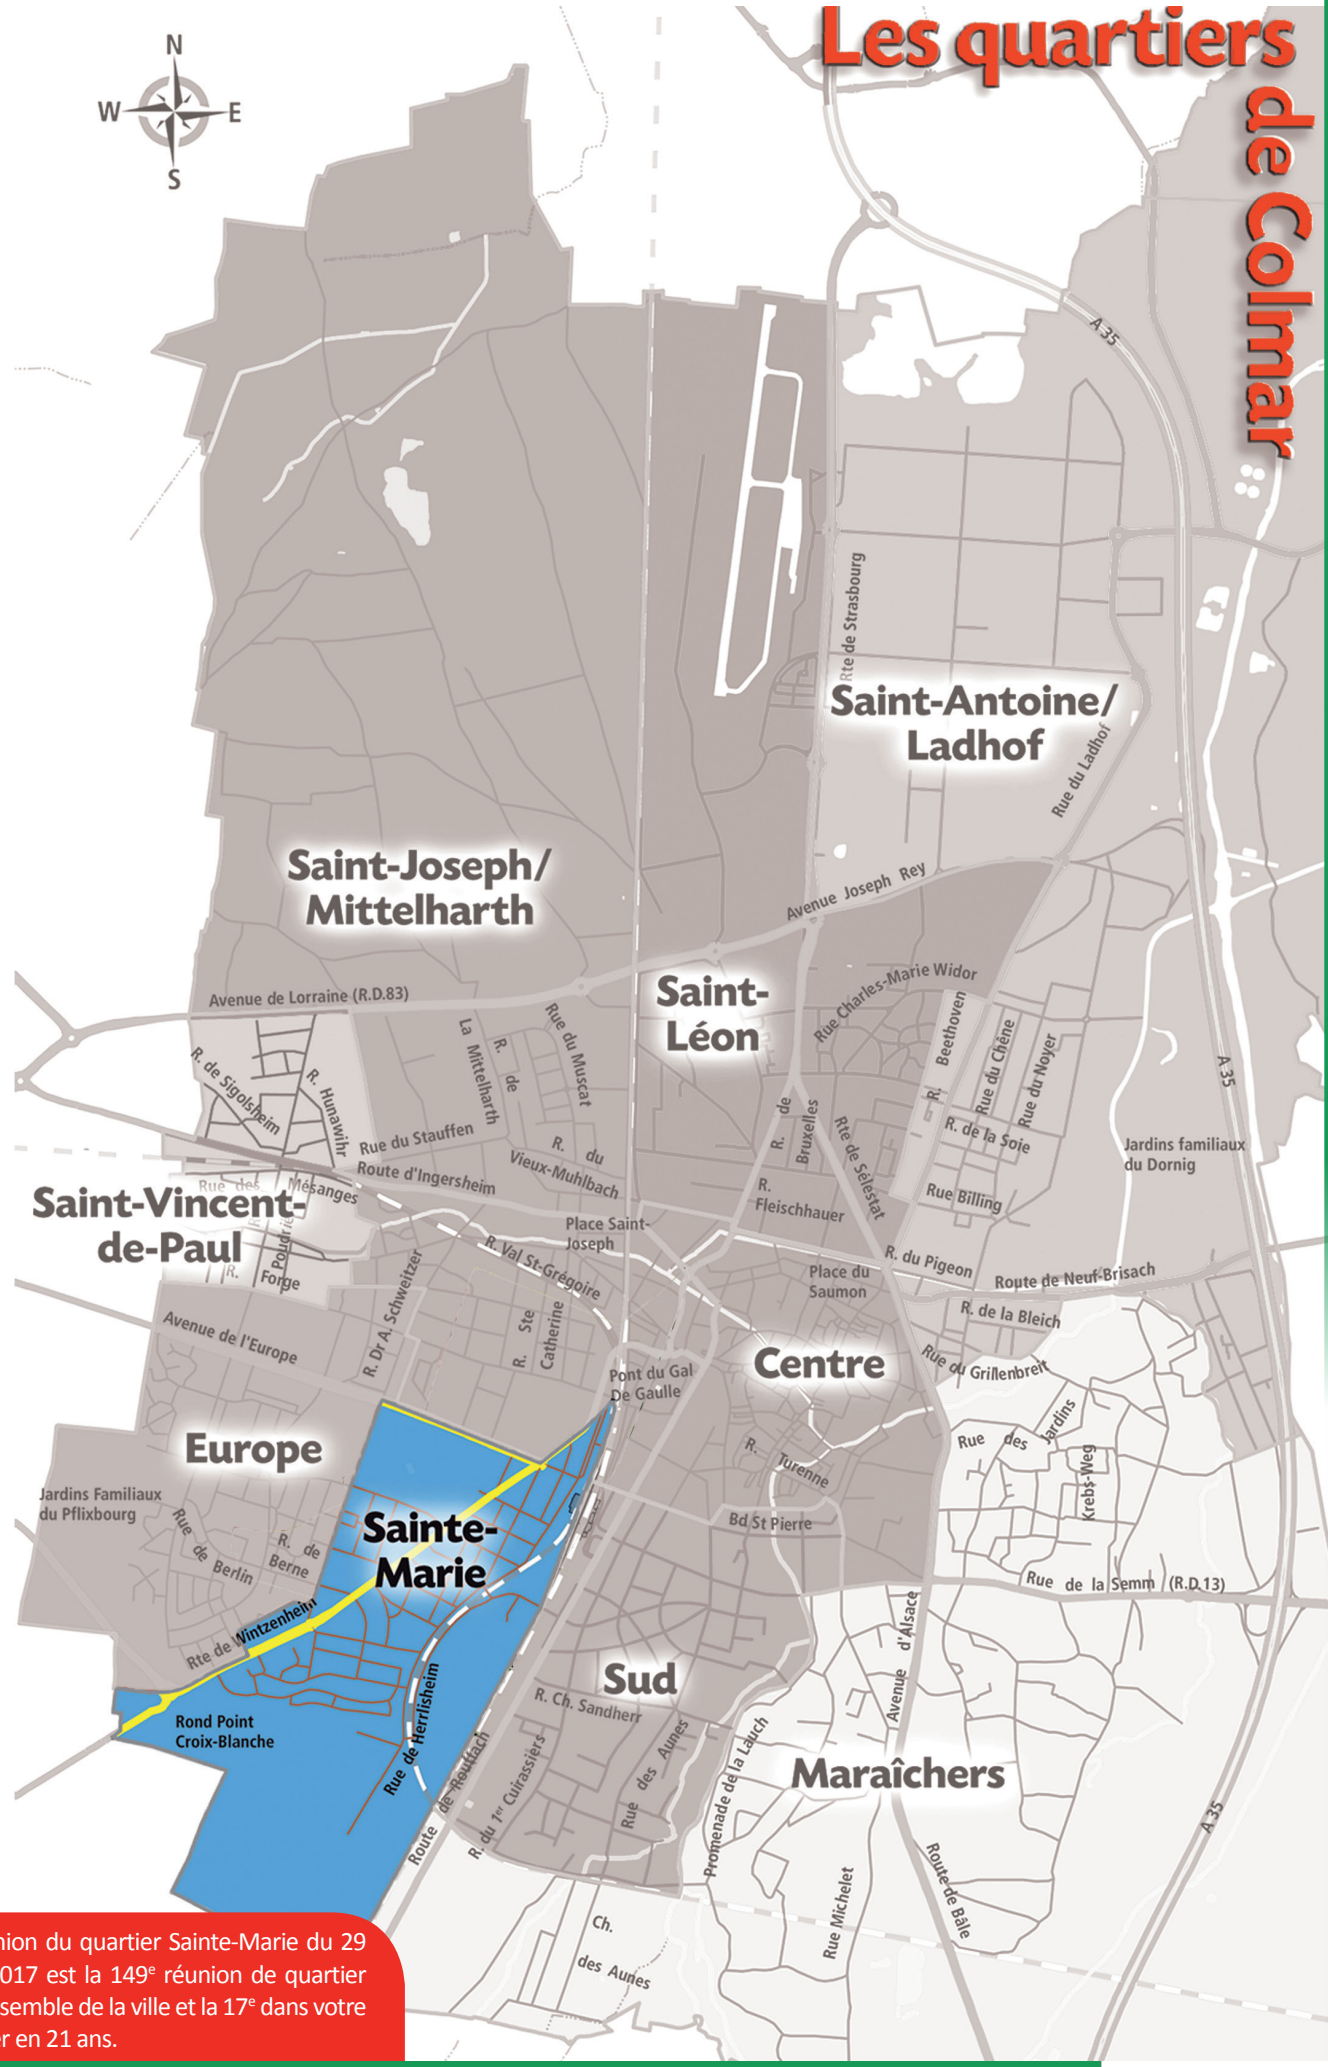 Les quartiers
de Colmar
N
W
E
S
A 35
Rte de Strasbourg
Saint-Antoine/
Ladhof
Rue du Ladhof
Saint-Joseph/
Mittelharth
Avenue Joseph Rey
Avenue de Lorraine (R.D.83)
Saint-
Léon
Rue Charles-Marie Widor
R. Beethoven
Rue du Chêne
Rue du Noyer
A 35
R. de Sigolsheim
R. Hunawihr
La Mittelharth
R. de
Rue du Muscat
Rue du Stauffen
R. du
Vieux-Muhlbach
Route d'Ingersheim
R. de
Bruxelles
Rte de Sélestat
R. de la Soie
Jardins familiaux
du Dornig
Rue des Mésanges
Saint-Vincent-
de-Paul
Poudrière
R. Forge
R.
Fleischhauer
Rue Billing
Place Saint-
Joseph
R. Val St-Grégoire
R. du Pigeon
Place du
Saumon
Route de Neuf-Brisach
R. de la Bleich
Avenue de l'Europe
R. Dr A. Schweitzer
R. Ste
Catherine
Pont du Gal
De Gaulle
Centre
Rue du Grillenbreit
Europe
Rue des Jardins
Krebs-Weg
R. Turenne
Jardins Familiaux
du Pflixbourg
Rue de Berlin
R. de
Berne
Sainte-
Marie
Bd St Pierre
Rue de la Semm (R.D.13)
Rte de Wintzenheim
Avenue d'Alsace
Sud
Rond Point
Croix-Blanche
Rue de Herrlisheim
R. Ch. Sandherr
Route de Rouffach
R. du 1er Cuirassiers
Rue des Aunes
Promenade de la Lauch
Maraîchers
A 35
Route de Bâle
Rue Michelet
Ch.
des Aunes
nion du quartier Sainte-Marie du 29
2017 est la 149e réunion de quartier
semble de la ville et la 17e dans votre
er en 21 ans.